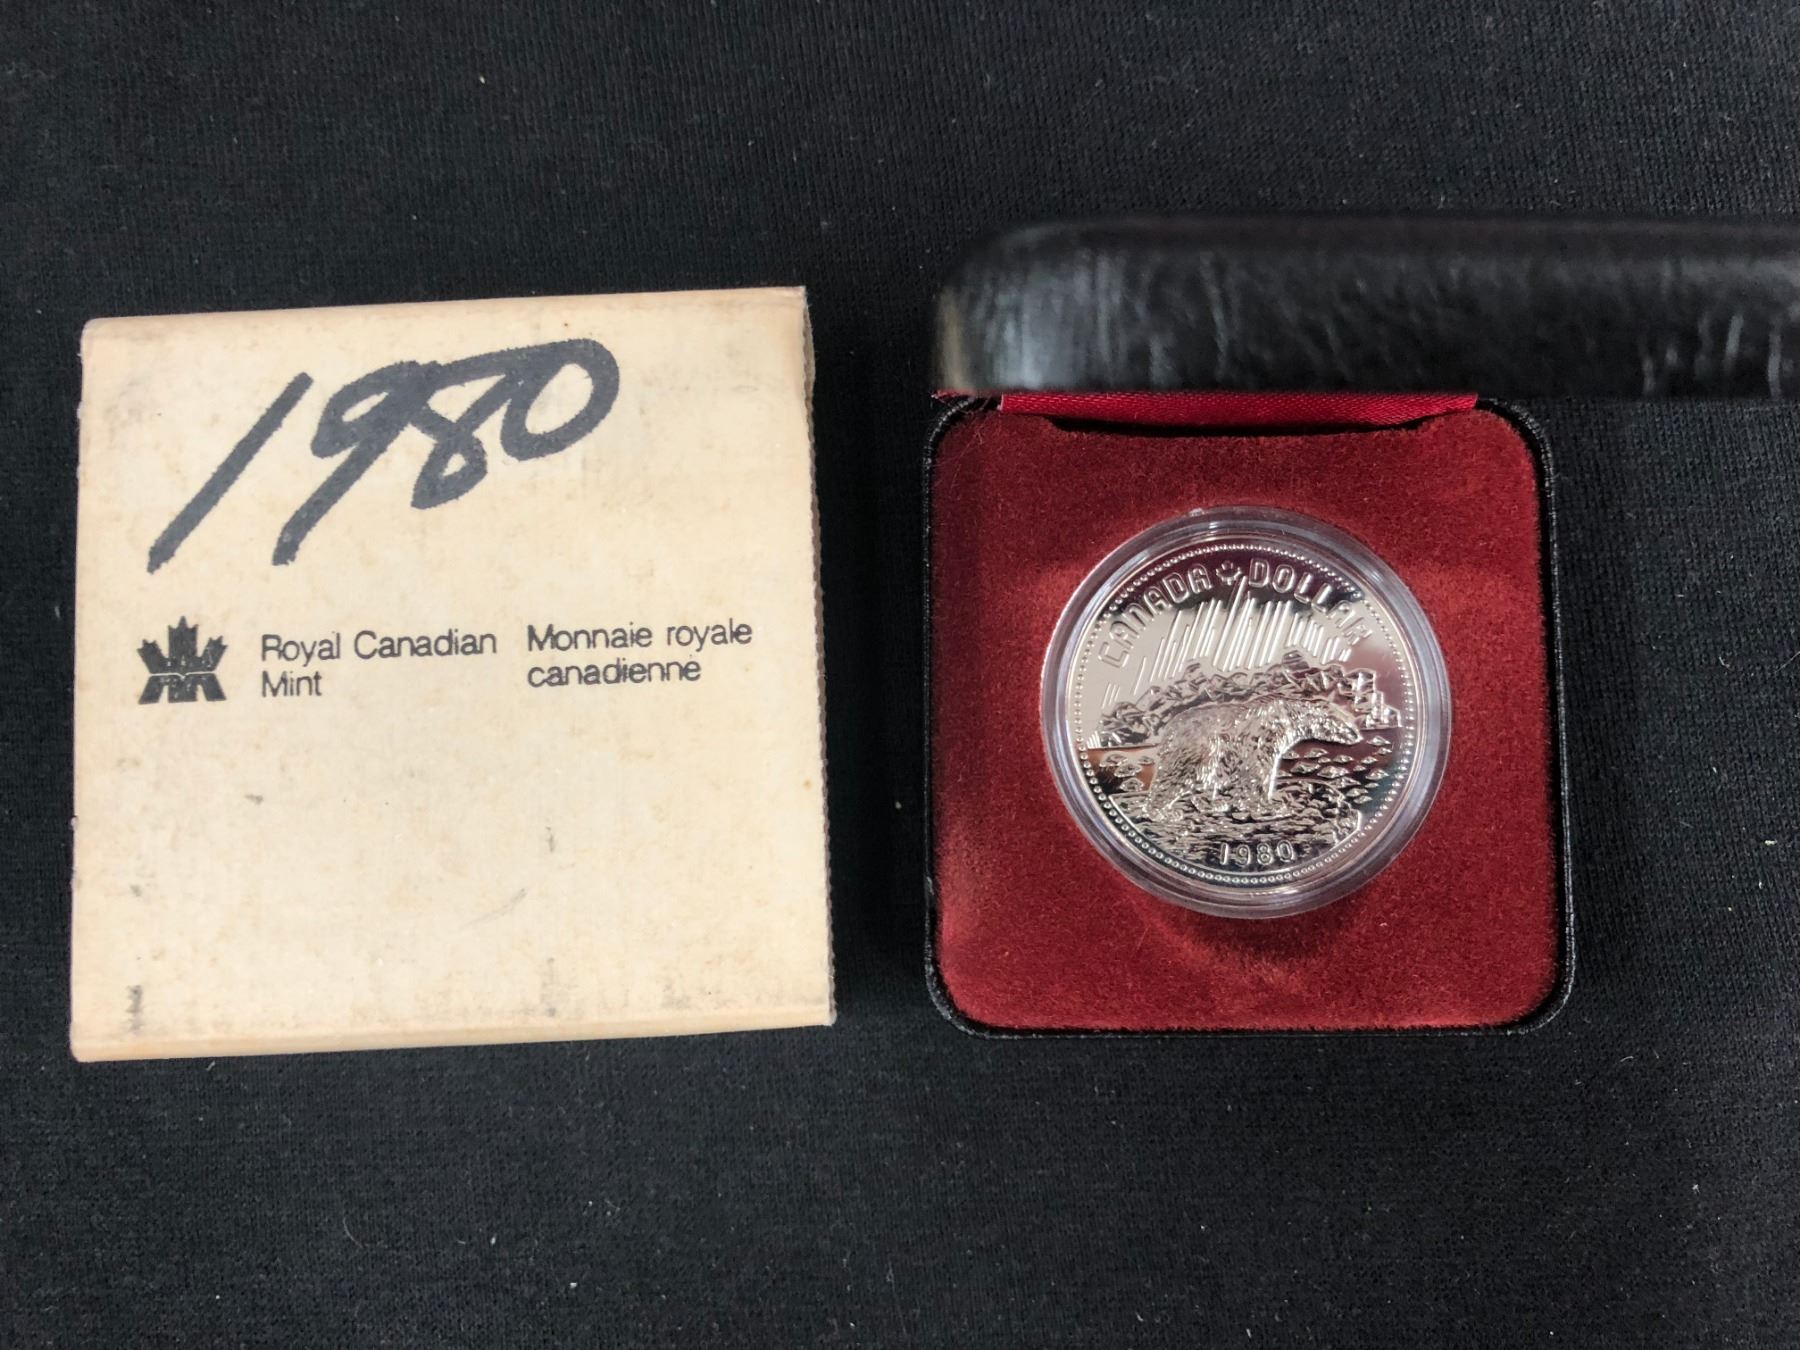 1980
Royal Canadian
Mint
Monnaie royale
canadienne
CANADA DOLLAR
1980